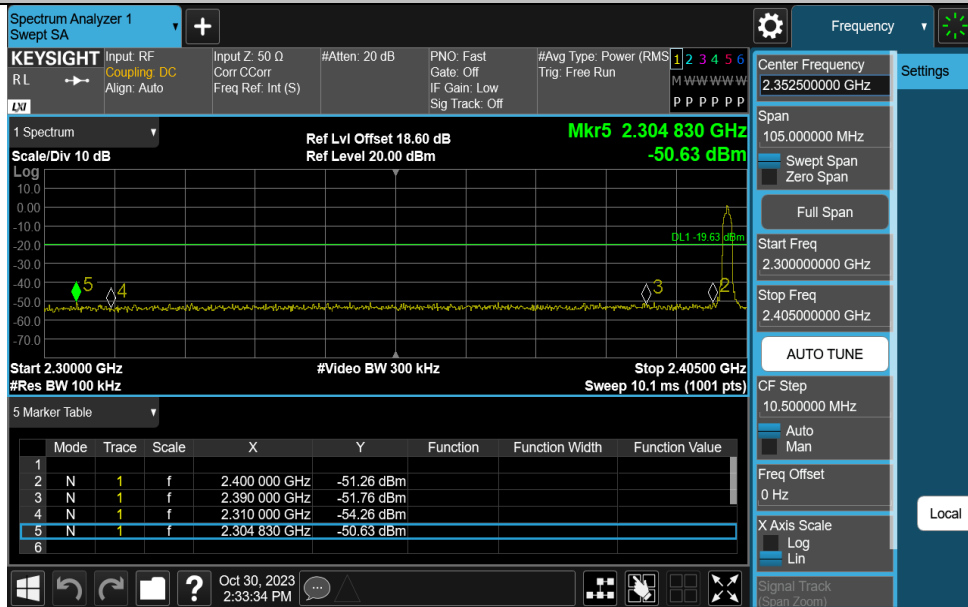 Spectrum Analyzer 1
Swept SA
+
Frequency
KEYSIGHT
RL
LXI
Input: RF
Coupling: DC
Align: Auto
Input Z: 50 Ω
Corr CCorr
Freq Ref: Int (S)
#Atten: 20 dB
PNO: Fast
Gate: Off
IF Gain: Low
Sig Track: Off
#Avg Type: Power (RMS
Trig: Free Run
1 2 3 4 5 6
M W W W W W
P P P P P P
1 Spectrum
Scale/Div 10 dB
Ref Lvl Offset 18.60 dB
Ref Level 20.00 dBm
Mkr5 2.304 830 GHz
-50.63 dBm
Log
10.0
0.00
-10.0
-20.0
-30.0
-40.0
-50.0
-60.0
-70.0
DL1 -19.63 dBm
5
4
3
2
Start 2.30000 GHz
#Video BW 300 kHz
Stop 2.40500 GHz
#Res BW 100 kHz
Sweep 10.1 ms (1001 pts)
5 Marker Table
Mode Trace Scale X Y Function Function Width Function Value
1
2 N 1 f 2.400 000 GHz -51.26 dBm
3 N 1 f 2.390 000 GHz -51.76 dBm
4 N 1 f 2.310 000 GHz -54.26 dBm
5 N 1 f 2.304 830 GHz -50.63 dBm
6
?
Oct 30, 2023
2:33:34 PM
Center Frequency
2.352500000 GHz
Span
105.000000 MHz
Swept Span
Zero Span
Full Span
Start Freq
2.300000000 GHz
Stop Freq
2.405000000 GHz
AUTO TUNE
CF Step
10.500000 MHz
Auto
Man
Freq Offset
0 Hz
X Axis Scale
Log
Lin
Signal Track
(Span Zoom)
Settings
Local